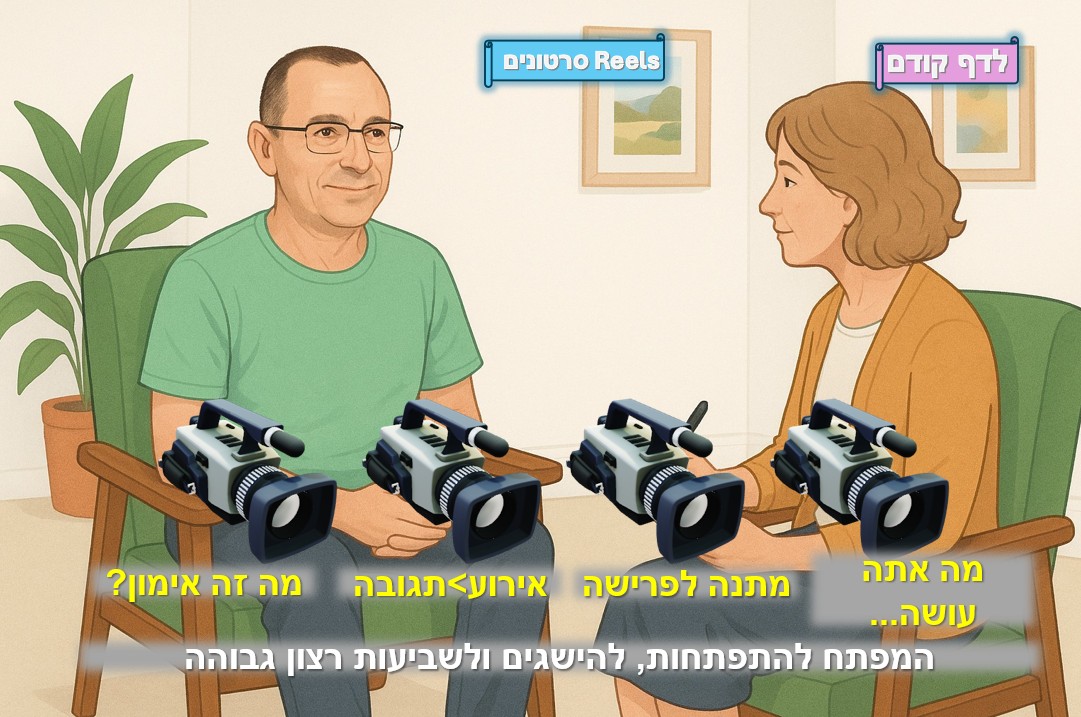 לדף קודם
סרטונים Reels
מה אתה
עושה...
מתנה לפרישה
אירוע>תגובה
מה זה אימון?
המפתח להתפתחות, להישגים ולשביעות רצון גבוהה